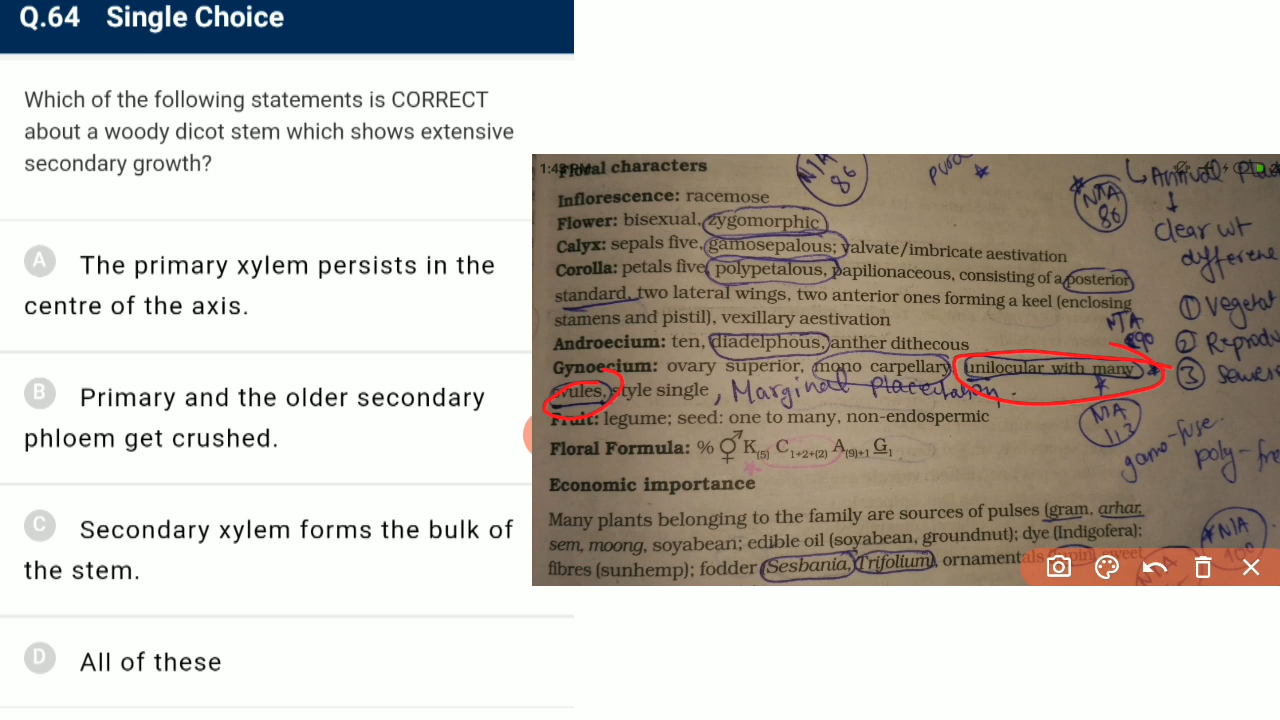 Q.64 Single Choice
Which of the following statements is CORRECT
about a woody dicot stem which shows extensive
secondary growth?
A The primary xylem persists in the
centre of the axis.
B Primary and the older secondary
phloem get crushed.
C Secondary xylem forms the bulk of
the stem.
D All of these
Floral characters
NTA
86
Inflorescence: racemose
Flower: bisexual, zygomorphic
Calyx: sepals five, gamosepalous; valvate/imbricate aestivation
Corolla: petals five, polypetalous, papilionaceous, consisting of a posterior
standard, two lateral wings, two anterior ones forming a keel (enclosing
stamens and pistil), vexillary aestivation
Androecium: ten, diadelphous, anther dithecous
Gynoecium: ovary superior, mono carpellary, unilocular with many
ovules, style single , Marginal Placentation.
Fruit: legume; seed: one to many, non-endospermic
Floral Formula: % ⚥ K(5) C1+2+(2) A(9)+1 G1
Economic importance
Many plants belonging to the family are sources of pulses (gram, arhar,
sem, moong, soyabean; edible oil (soyabean, groundnut); dye (Indigofera);
fibres (sunhemp); fodder (Sesbania, Trifolium), ornamentals (lupin), sweet
NTA
86
clear wt
difference
① Vegetat
NTA
② Reprodu
③
NTA
113
gamo-fuse
poly-fre
NTA